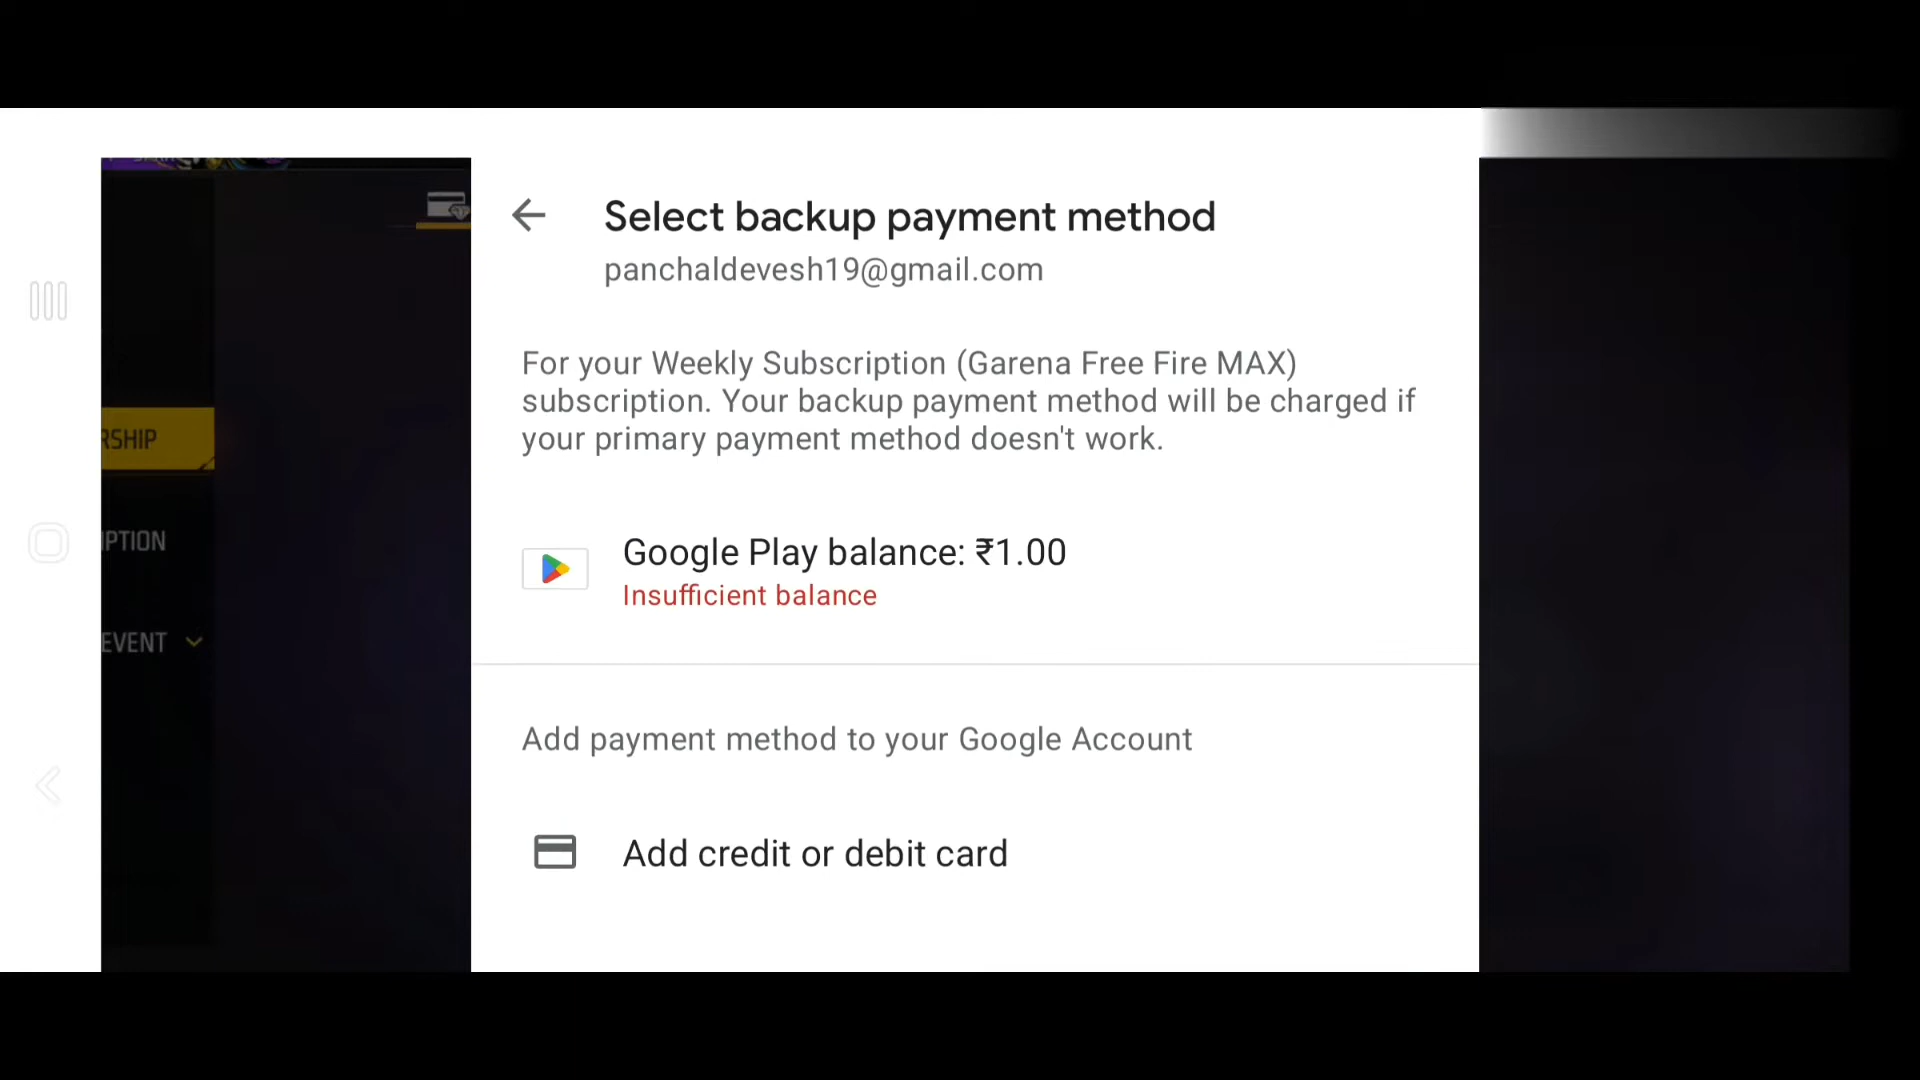 Select backup payment method
panchaldevesh19@gmail.com
For your Weekly Subscription (Garena Free Fire MAX)
subscription. Your backup payment method will be charged if
your primary payment method doesn't work.
RSHIP
IPTION
EVENT
Google Play balance: ₹1.00
Insufficient balance
Add payment method to your Google Account
Add credit or debit card